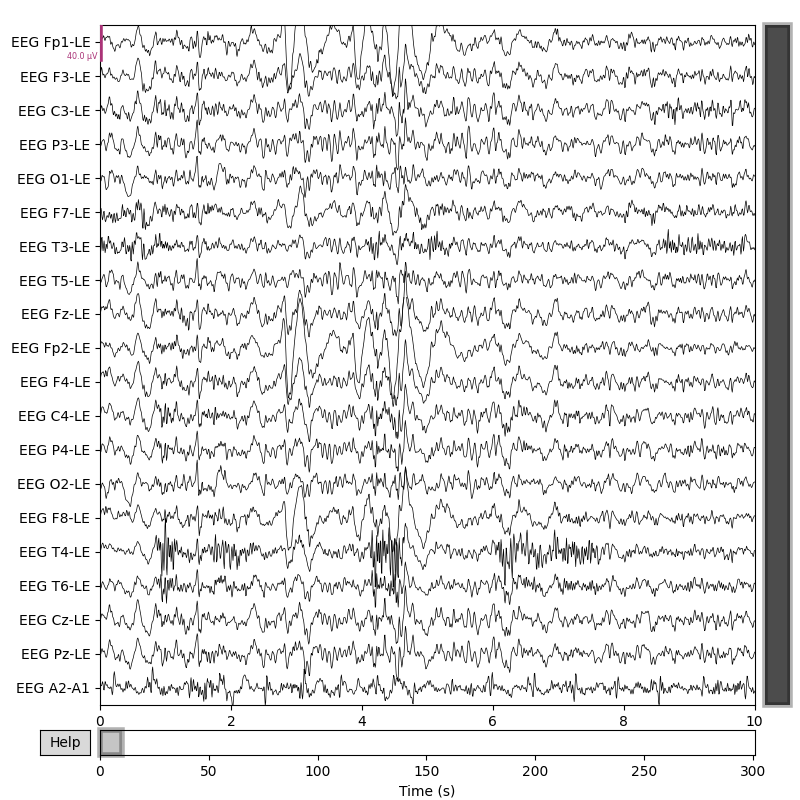 EEG Fp1-LE
40.0 µV
EEG F3-LE
EEG C3-LE
EEG P3-LE
EEG O1-LE
EEG F7-LE
EEG T3-LE
EEG T5-LE
EEG Fz-LE
EEG Fp2-LE
EEG F4-LE
EEG C4-LE
EEG P4-LE
EEG O2-LE
EEG F8-LE
EEG T4-LE
EEG T6-LE
EEG Cz-LE
EEG Pz-LE
EEG A2-A1
0 2 4 6 8 10
Help
0 50 100 150 200 250 300
Time (s)